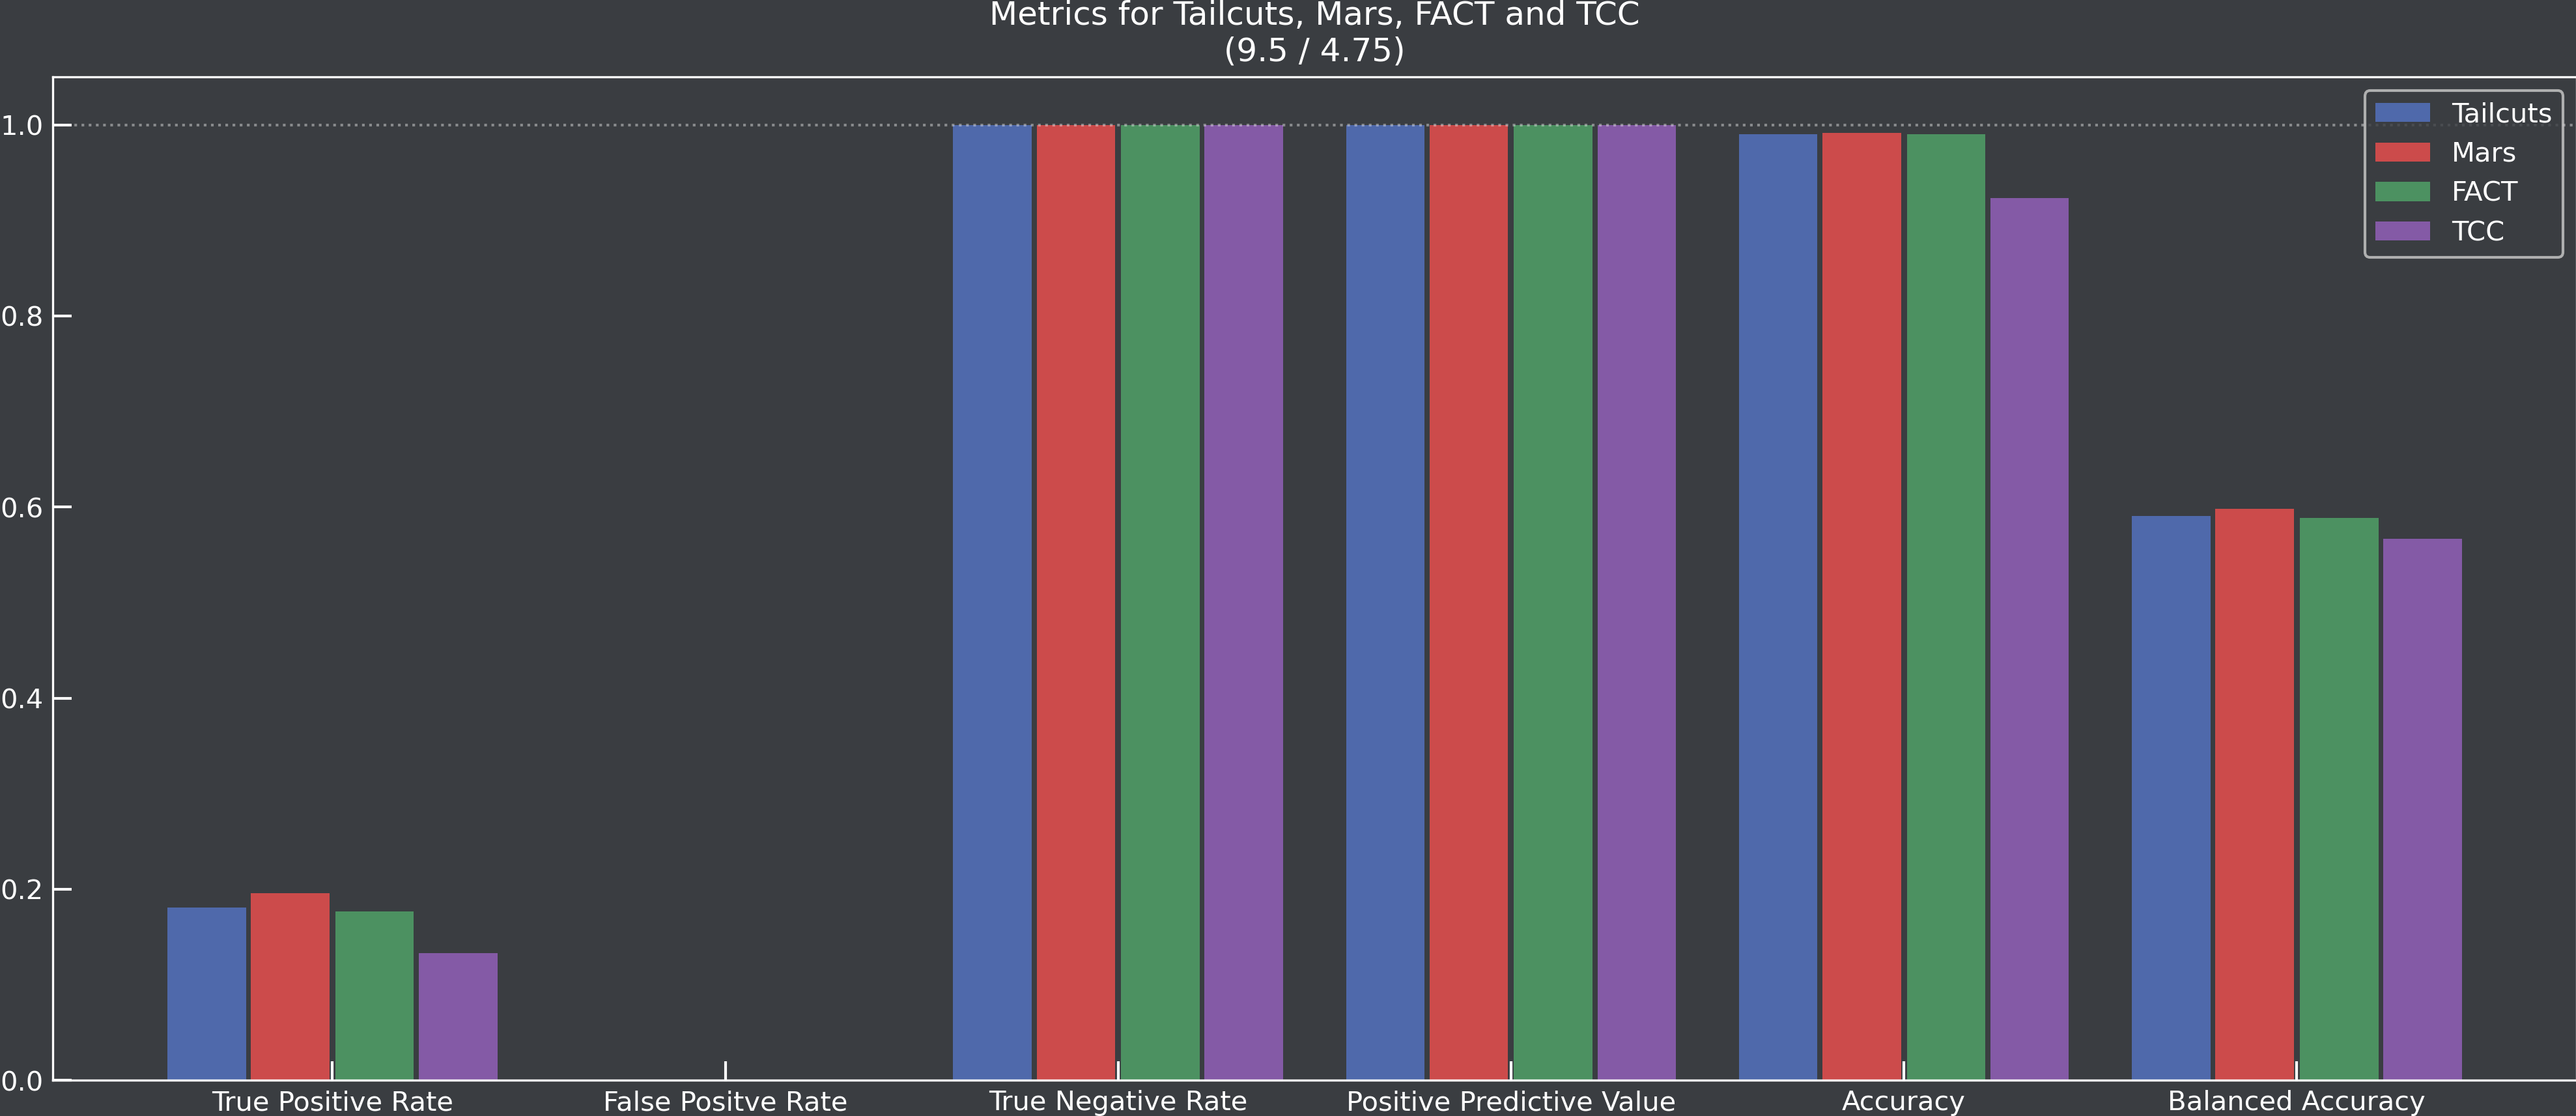 Metrics for Tailcuts, Mars, FACT and TCC
(9.5 / 4.75)
1.0
0.8
0.6
0.4
0.2
0.0
Tailcuts
Mars
FACT
TCC
True Positive Rate
False Positve Rate
True Negative Rate
Positive Predictive Value
Accuracy
Balanced Accuracy